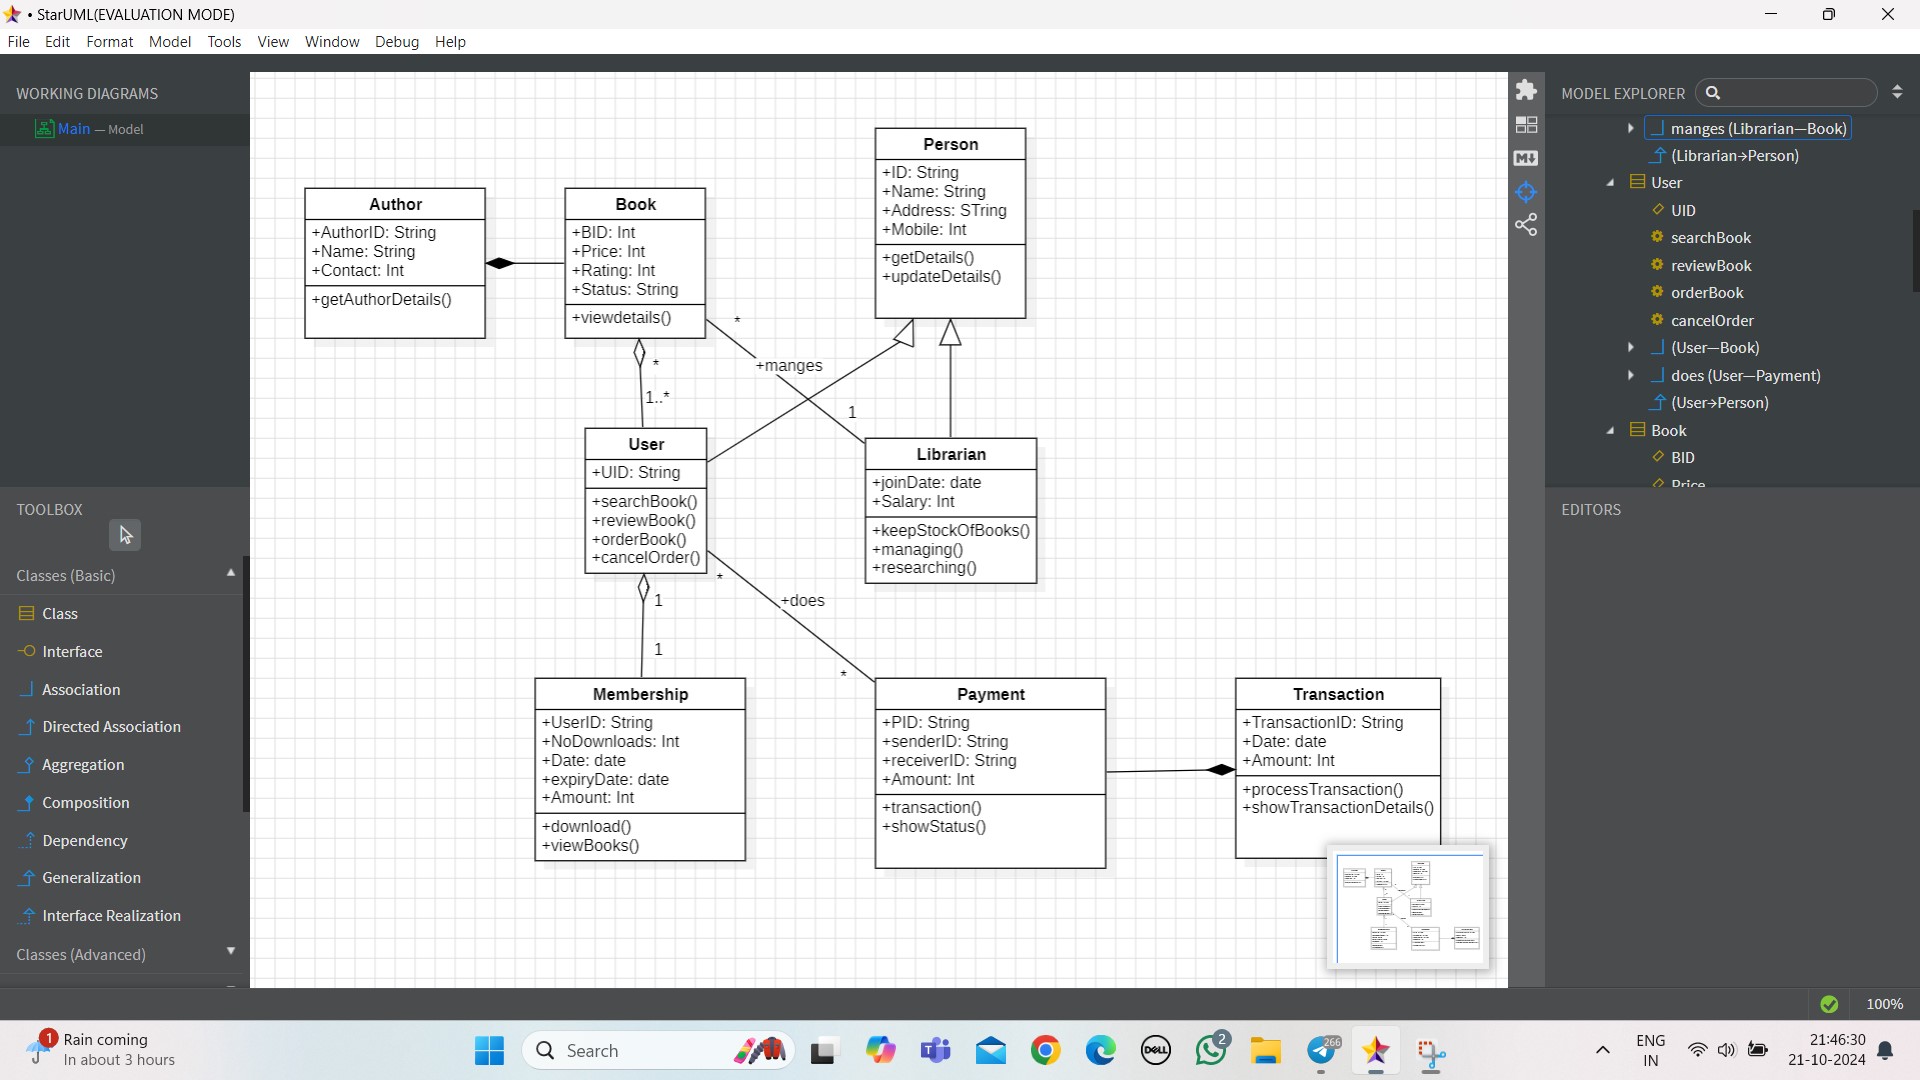 • StarUML(EVALUATION MODE)
File Edit Format Model Tools View Window Debug Help
WORKING DIAGRAMS
Main — Model
TOOLBOX
Classes (Basic)
Class
Interface
Association
Directed Association
Aggregation
Composition
Dependency
Generalization
Interface Realization
Classes (Advanced)
Author
+AuthorID: String
+Name: String
+Contact: Int
+getAuthorDetails()
Book
+BID: Int
+Price: Int
+Rating: Int
+Status: String
+viewdetails()
Person
+ID: String
+Name: String
+Address: STring
+Mobile: Int
+getDetails()
+updateDetails()
*
+manges
1
*
1..*
User
+UID: String
+searchBook()
+reviewBook()
+orderBook()
+cancelOrder()
Librarian
+joinDate: date
+Salary: Int
+keepStockOfBooks()
+managing()
+researching()
*
+does
*
1
1
Membership
+UserID: String
+NoDownloads: Int
+Date: date
+expiryDate: date
+Amount: Int
+download()
+viewBooks()
Payment
+PID: String
+senderID: String
+receiverID: String
+Amount: Int
+transaction()
+showStatus()
Transaction
+TransactionID: String
+Date: date
+Amount: Int
+processTransaction()
+showTransactionDetails()
MODEL EXPLORER
manges (Librarian—Book)
(Librarian→Person)
User
UID
searchBook
reviewBook
orderBook
cancelOrder
(User—Book)
does (User—Payment)
(User→Person)
Book
BID
Price
EDITORS
100%
1
Rain coming
In about 3 hours
Search
DELL
2
266
ENG
IN
21:46:30
21-10-2024